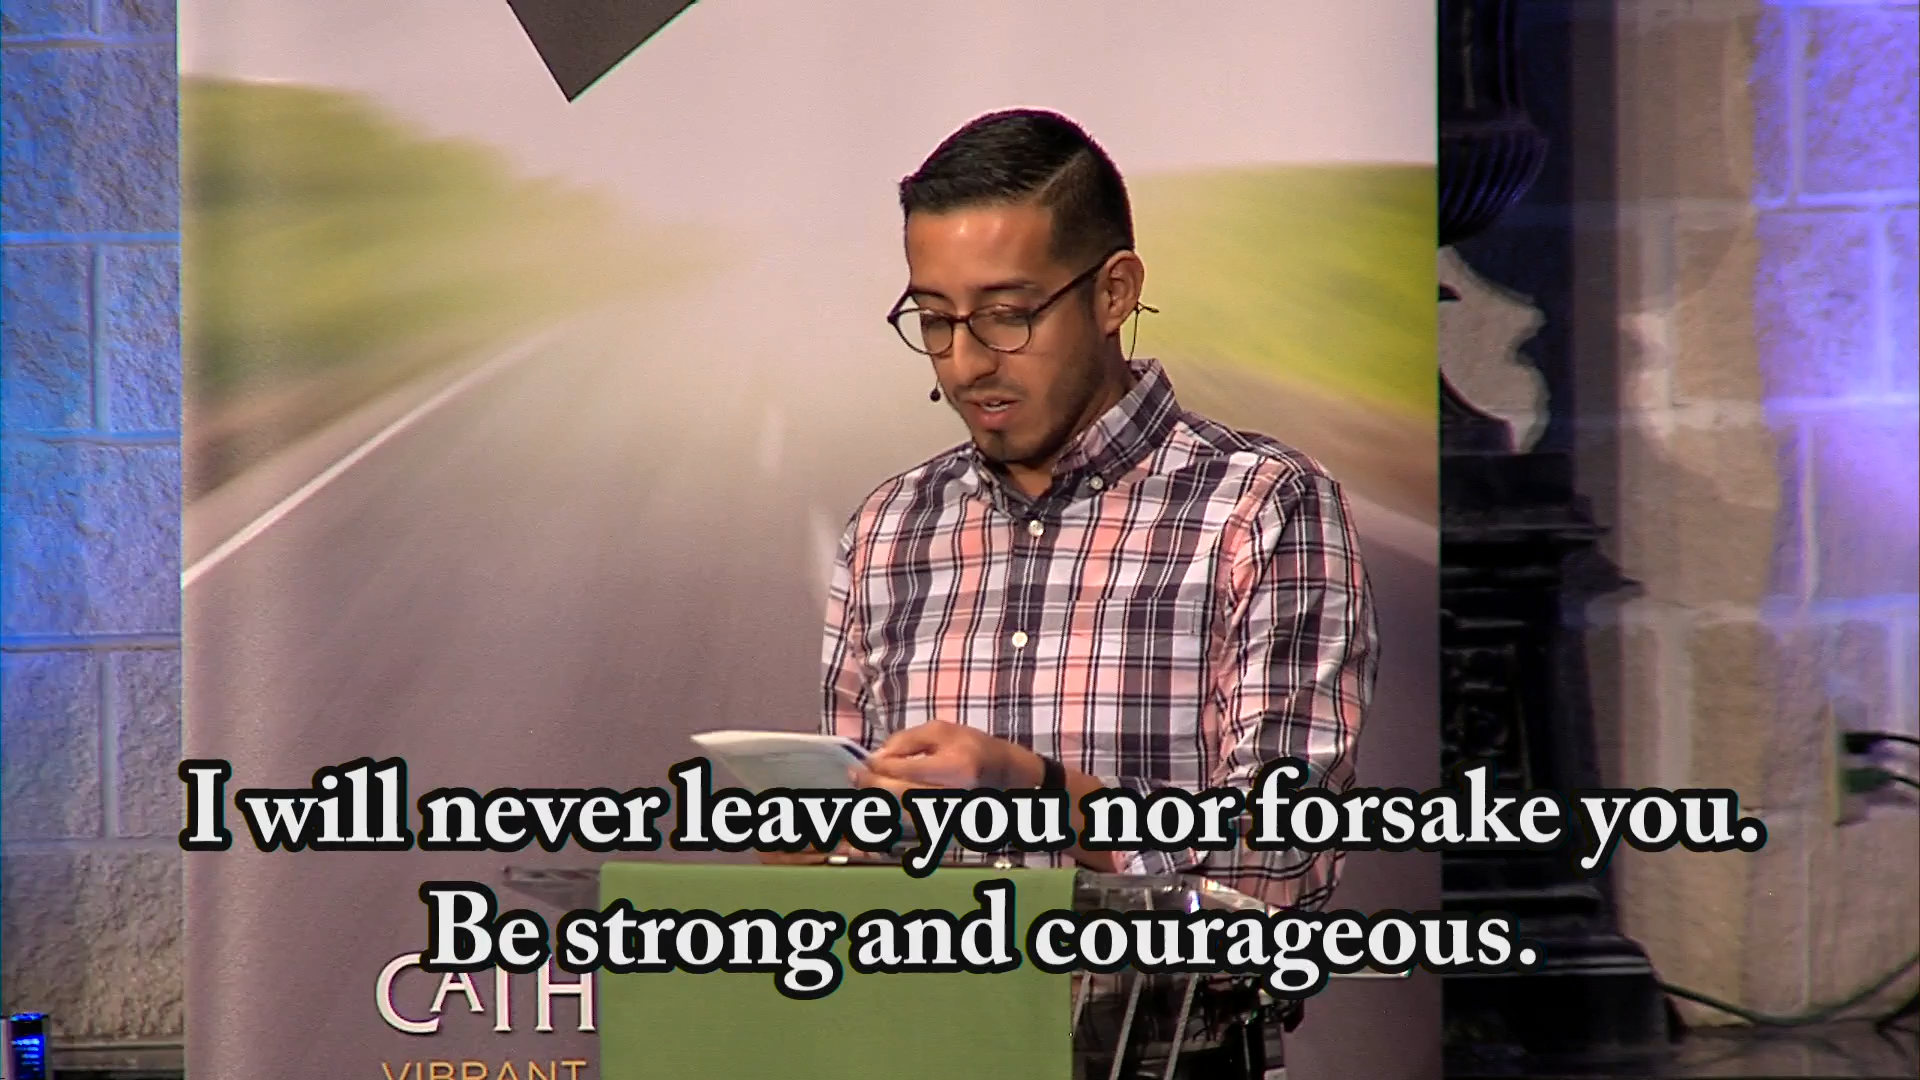 I will never leave you nor forsake you.
Be strong and courageous.
CATH
VIBRANT